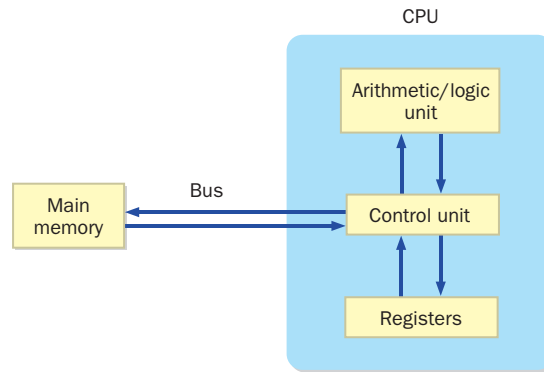 CPU
Arithmetic/logic
unit
Bus
Main
memory
Control unit
Registers